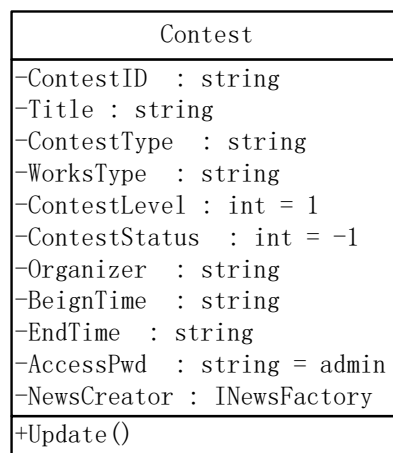 Contest
-ContestID : string
-Title : string
-ContestType : string
-WorksType : string
-ContestLevel : int = 1
-ContestStatus : int = -1
-Organizer : string
-BeignTime : string
-EndTime : string
-AccessPwd : string = admin
-NewsCreator : INewsFactory
+Update()